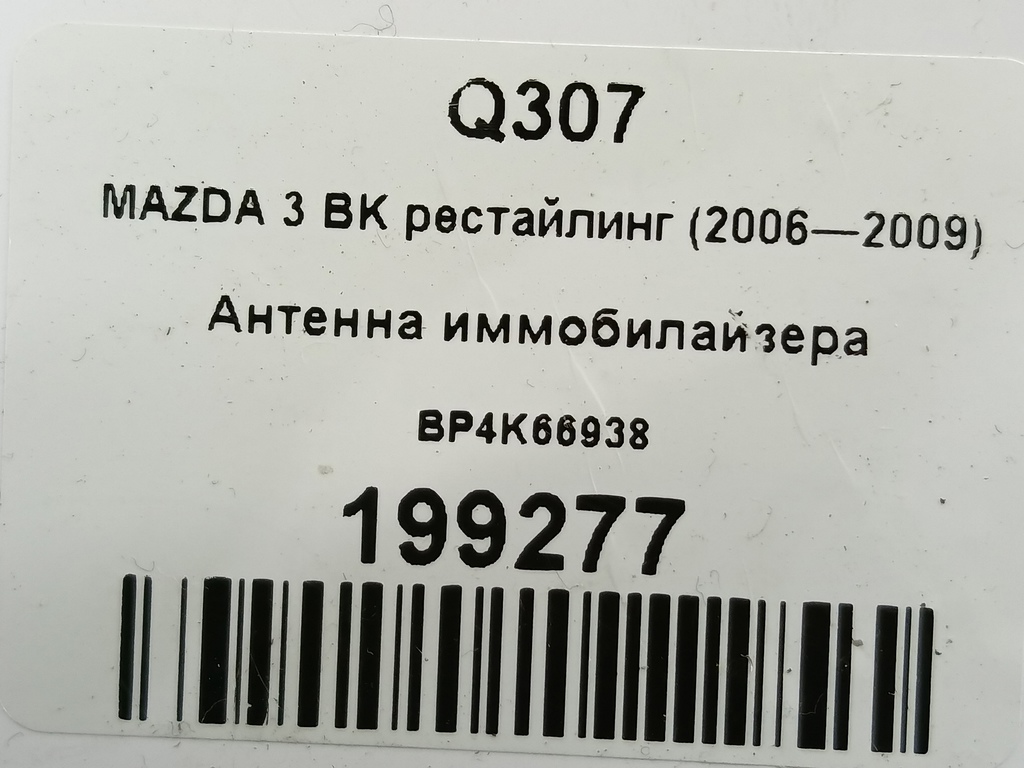 Q307
MAZDA 3 BK рестайлинг (2006—2009)
Антенна иммобилайзера
BP4K66938
199277